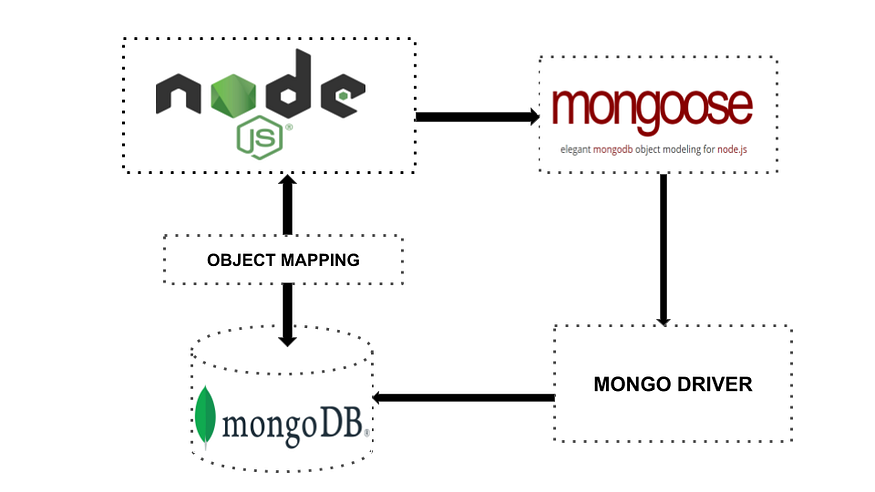 node
JS®
mongoose
elegant mongodb object modeling for node.js
OBJECT MAPPING
MONGO DRIVER
mongoDB®